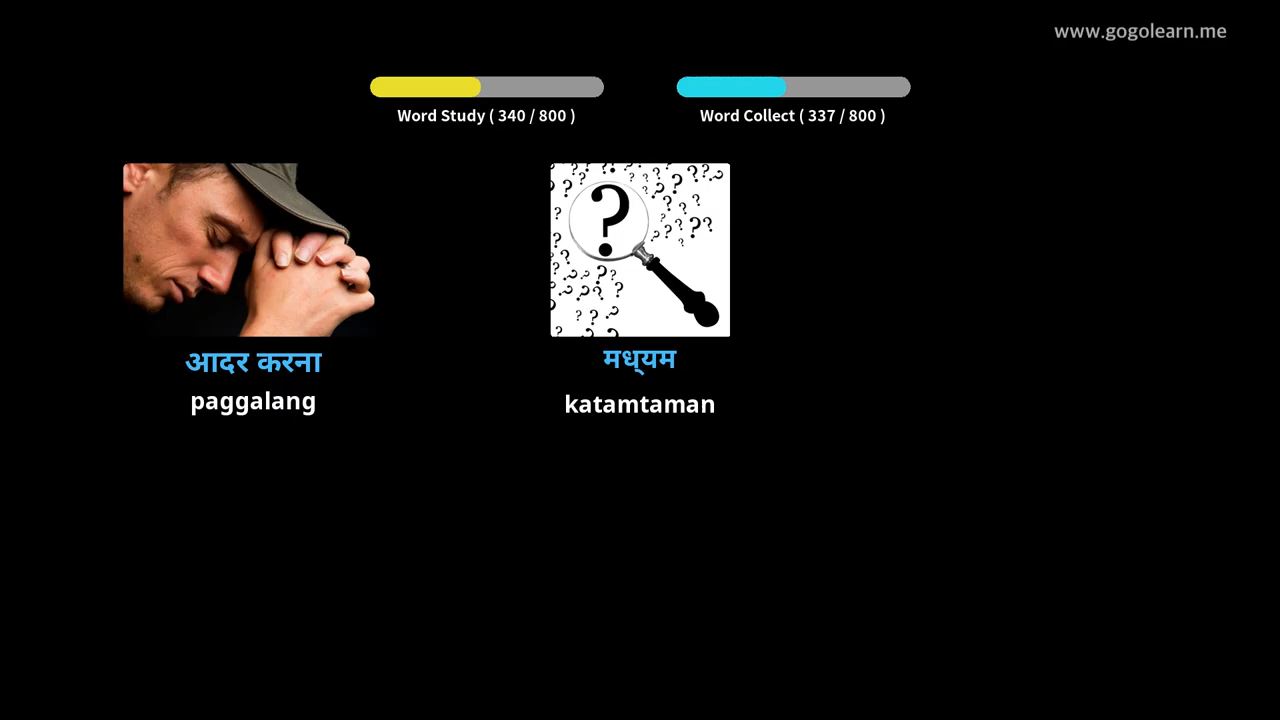 www.gogolearn.me
Word Study ( 340 / 800 )
Word Collect ( 337 / 800 )
आदर करना
paggalang
मध्यम
katamtaman